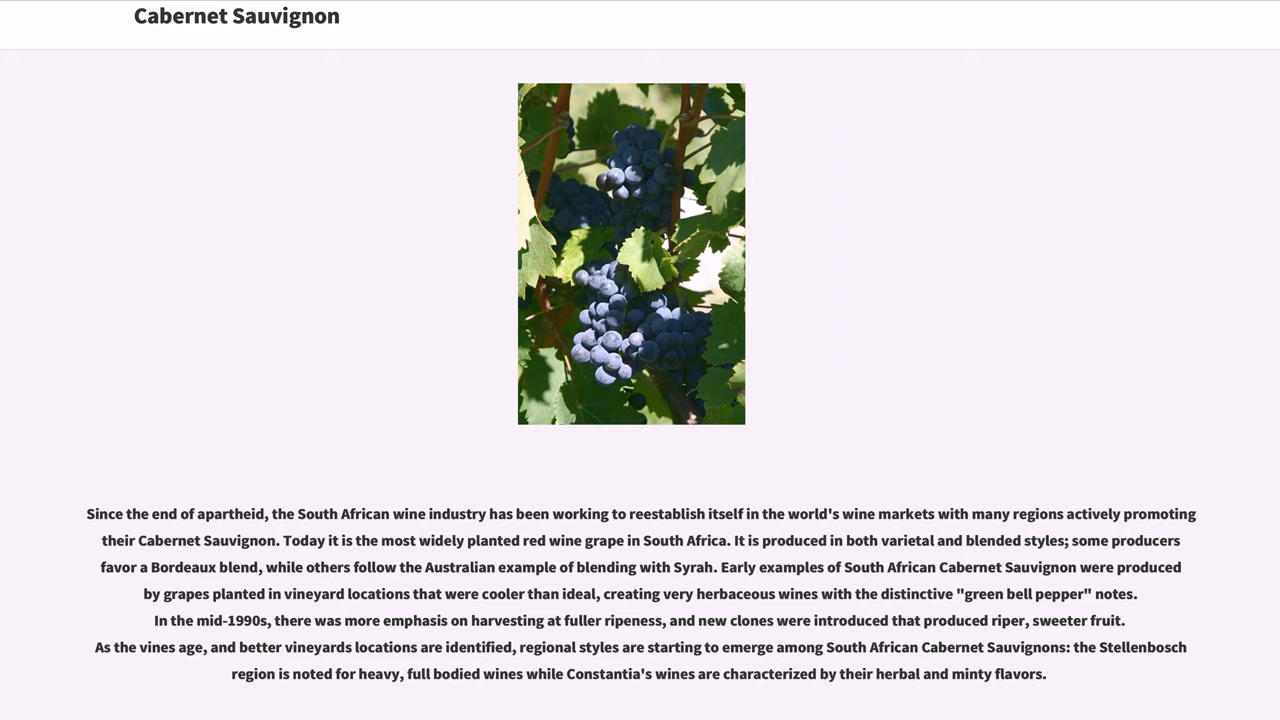 Cabernet Sauvignon
Since the end of apartheid, the South African wine industry has been working to reestablish itself in the world's wine markets with many regions actively promoting
their Cabernet Sauvignon. Today it is the most widely planted red wine grape in South Africa. It is produced in both varietal and blended styles; some producers
favor a Bordeaux blend, while others follow the Australian example of blending with Syrah. Early examples of South African Cabernet Sauvignon were produced
by grapes planted in vineyard locations that were cooler than ideal, creating very herbaceous wines with the distinctive "green bell pepper" notes.
In the mid-1990s, there was more emphasis on harvesting at fuller ripeness, and new clones were introduced that produced riper, sweeter fruit.
As the vines age, and better vineyards locations are identified, regional styles are starting to emerge among South African Cabernet Sauvignons: the Stellenbosch
region is noted for heavy, full bodied wines while Constantia's wines are characterized by their herbal and minty flavors.